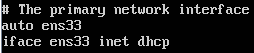 # The primary network interface
auto ens33
iface ens33 inet dhcp